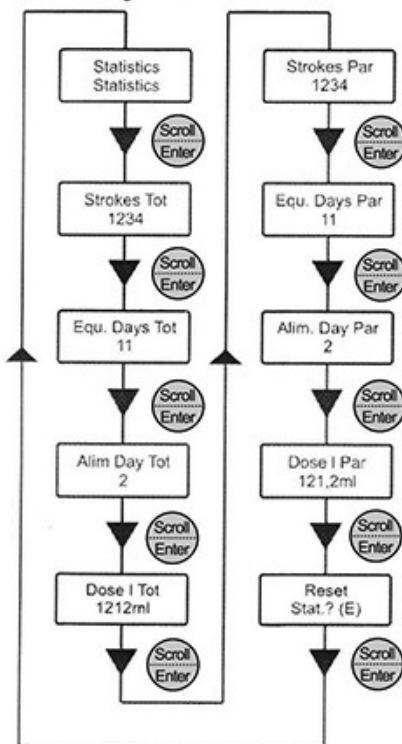 Statistics
Statistics
Scroll
Enter
Strokes Tot
1234
Scroll
Enter
Equ. Days Tot
11
Scroll
Enter
Alim Day Tot
2
Scroll
Enter
Dose I Tot
1212ml
Scroll
Enter
Strokes Par
1234
Scroll
Enter
Equ. Days Par
11
Scroll
Enter
Alim. Day Par
2
Scroll
Enter
Dose I Par
121,2ml
Scroll
Enter
Reset
Stat.? (E)
Scroll
Enter